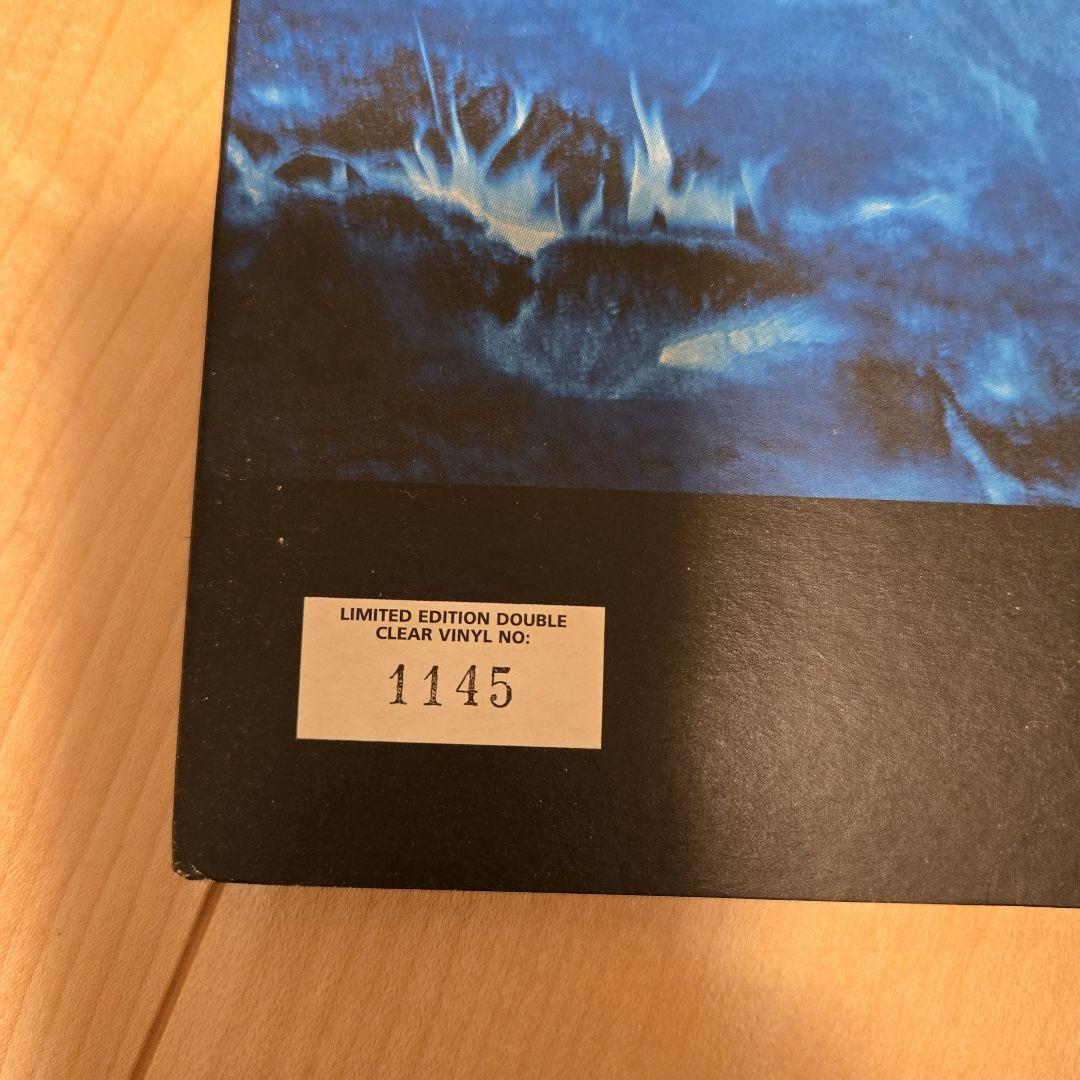 LIMITED EDITION DOUBLE
CLEAR VINYL NO:
1145